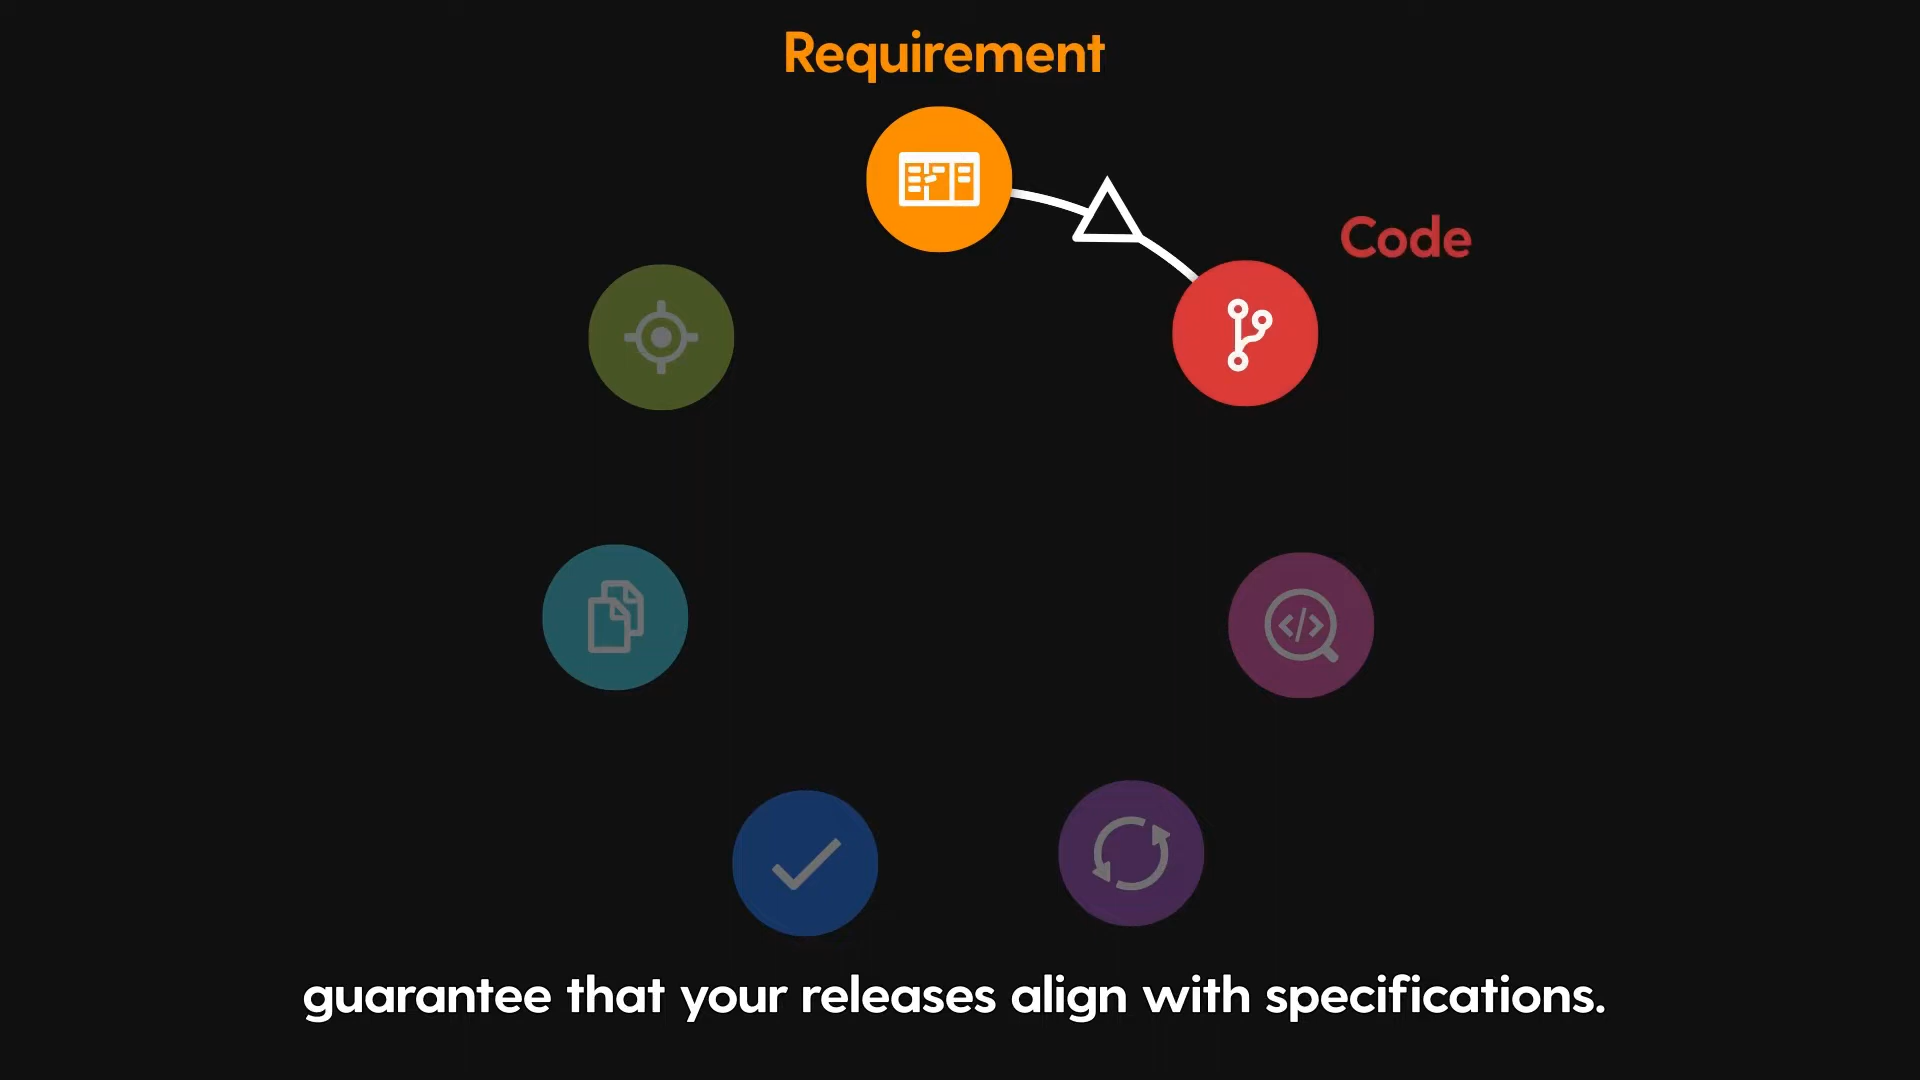 Requirement
Code
guarantee that your releases align with specifications.